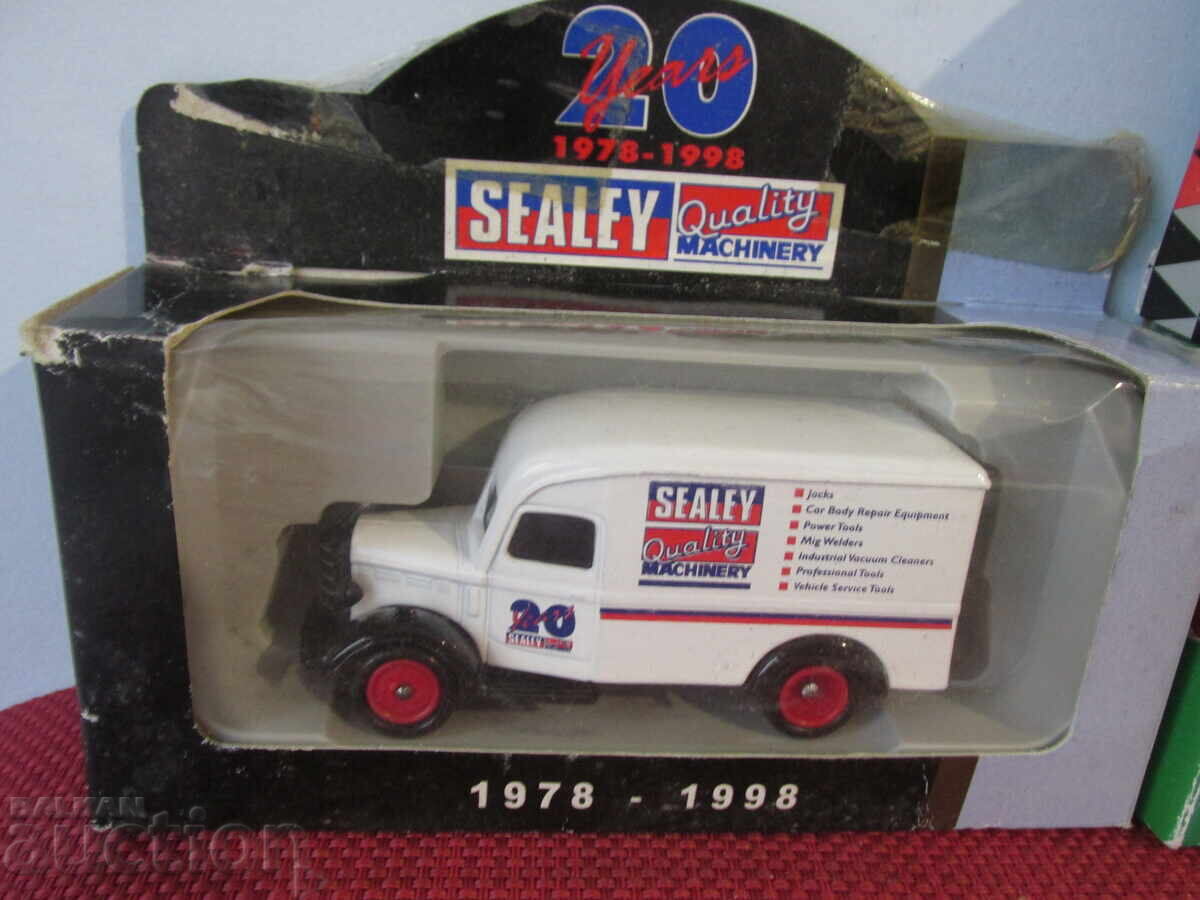 20
Years
1978-1998
SEALEY Quality
MACHINERY
SEALEY
Quality
MACHINERY
Jacks
Car Body Repair Equipment
Power Tools
Mig Welders
Industrial Vacuum Cleaners
Professional Tools
Vehicle Service Tools
20
Years
SEALEY
1978 - 1998
BALKAN
auction